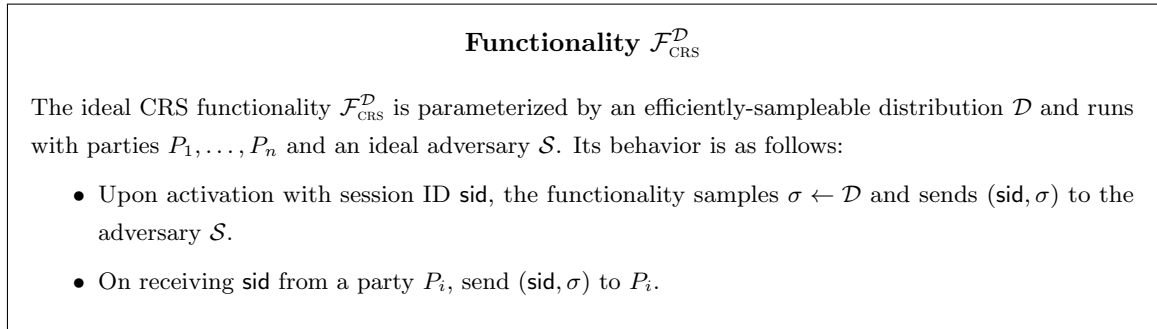 Functionality $\mathcal{F}_{\text{CRS}}^{\mathcal{D}}$
The ideal CRS functionality $\mathcal{F}_{\text{CRS}}^{\mathcal{D}}$ is parameterized by an efficiently-sampleable distribution $\mathcal{D}$ and runs
with parties $P_1, \ldots, P_n$ and an ideal adversary $\mathcal{S}$. Its behavior is as follows:
• Upon activation with session ID sid, the functionality samples $\sigma \leftarrow \mathcal{D}$ and sends (sid, $\sigma$) to the
adversary $\mathcal{S}$.
• On receiving sid from a party $P_i$, send (sid, $\sigma$) to $P_i$.